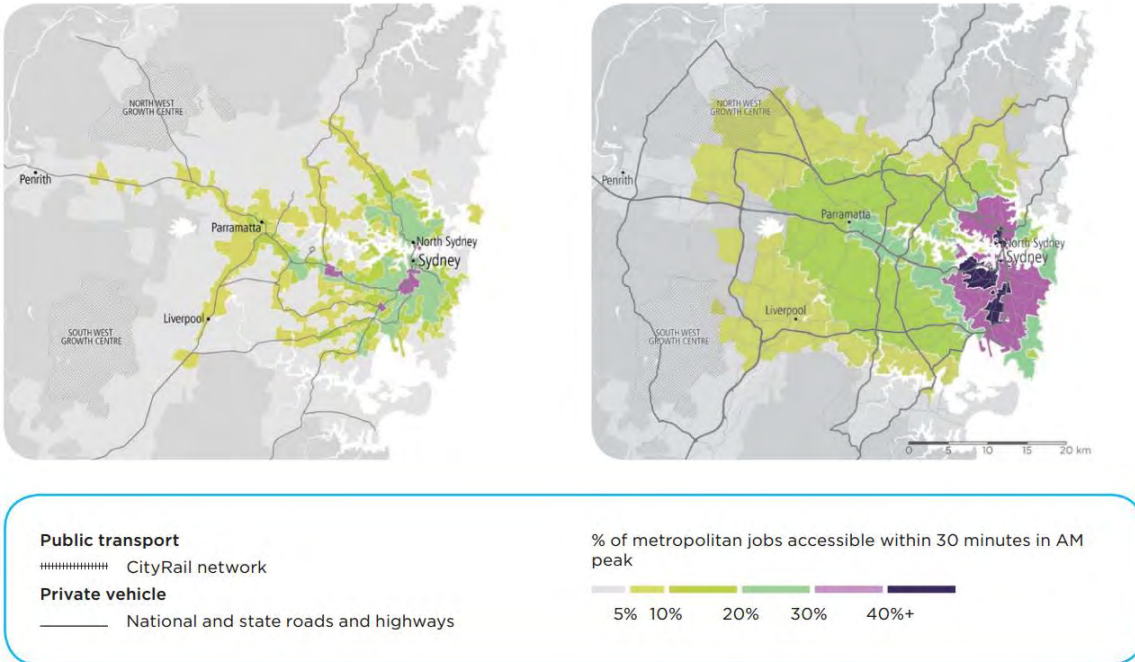 NORTH WEST
GROWTH CENTRE
Penrith
Parramatta
North Sydney
Sydney
Liverpool
SOUTH WEST
GROWTH CENTRE
NORTH WEST
GROWTH CENTRE
Penrith
Parramatta
North Sydney
Sydney
Liverpool
SOUTH WEST
GROWTH CENTRE
0 5 10 15 20 km
Public transport
CityRail network
Private vehicle
National and state roads and highways
% of metropolitan jobs accessible within 30 minutes in AM
peak
5% 10% 20% 30% 40%+